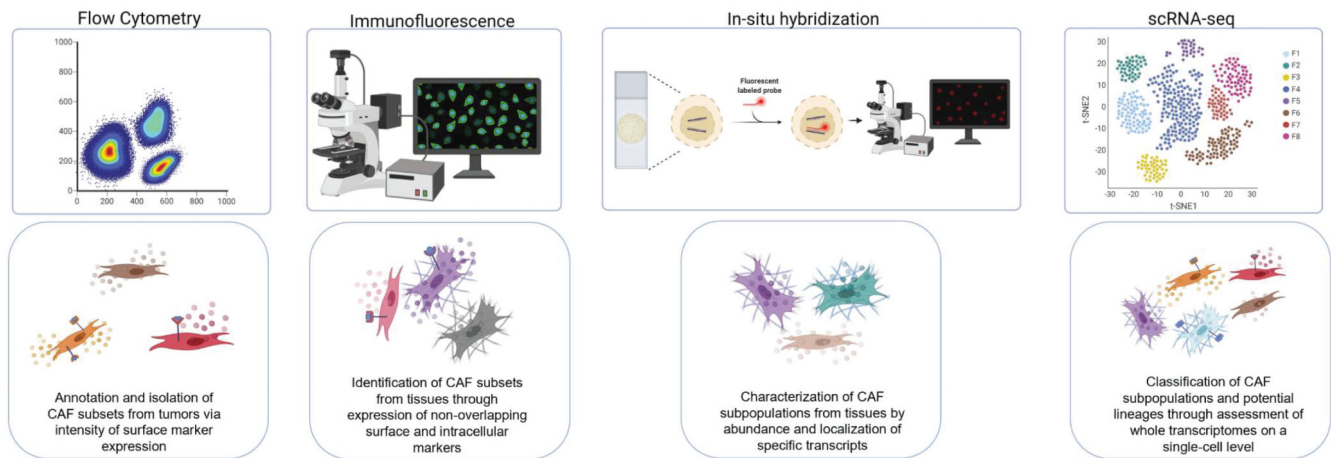 Flow Cytometry
Immunofluorescence
In-situ hybridization
scRNA-seq
1000
800
600
400
200
0
0 200 400 600 800 1000
Fluorescent
labeled probe
30
20
10
0
-10
-20
-30
t-SNE2
-30 -20 -10 0 10 20 30
t-SNE1
F1
F2
F3
F4
F5
F6
F7
F8
Annotation and isolation of
CAF subsets from tumors via
intensity of surface marker
expression
Identification of CAF subsets
from tissues through
expression of non-overlapping
surface and intracellular
markers
Characterization of CAF
subpopulations from tissues by
abundance and localization of
specific transcripts
Classification of CAF
subpopulations and potential
lineages through assessment of
whole transcriptomes on a
single-cell level